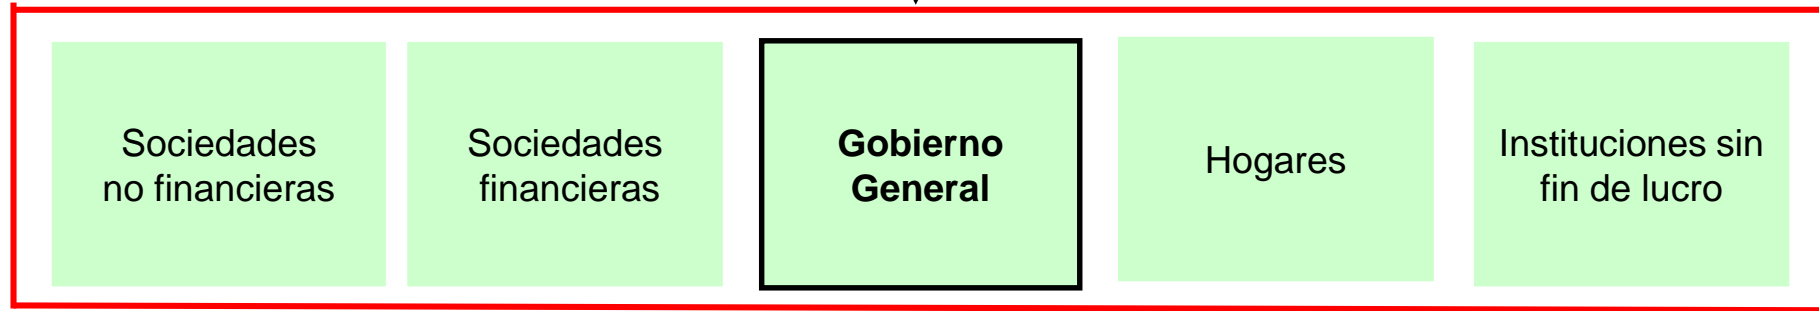 Sociedades
no financieras
Sociedades
financieras
Gobierno
General
Hogares
Instituciones sin
fin de lucro